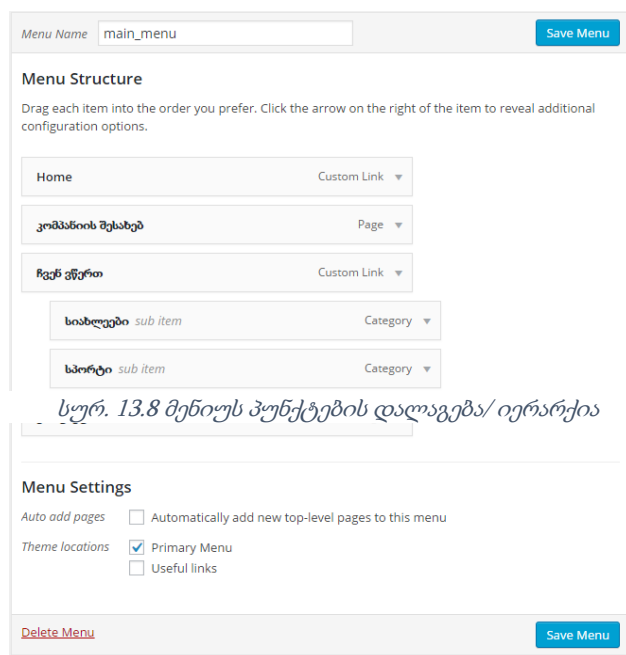 Menu Name main_menu Save Menu
Menu Structure
Drag each item into the order you prefer. Click the arrow on the right of the item to reveal additional
configuration options.
Home Custom Link
კომპანიის შესახებ Page
ჩვენ ვწერთ Custom Link
სიახლეები sub item Category
სპორტი sub item Category
სურ. 13.8 მენიუს პუნქტების დალაგება/ იერარქია
Menu Settings
Auto add pages Automatically add new top-level pages to this menu
Theme locations Primary Menu
Useful links
Delete Menu Save Menu